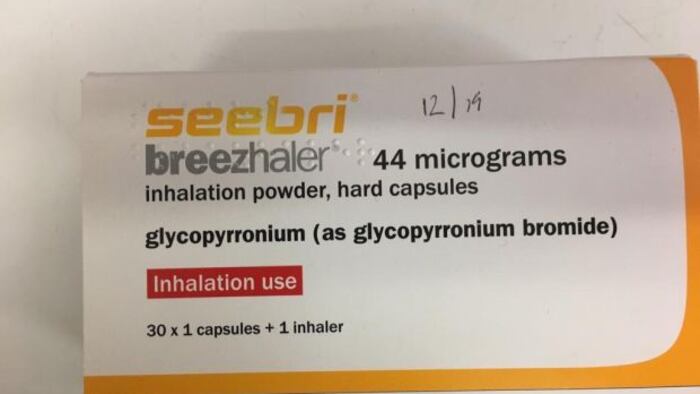 seebri® 12/19
breezhaler® 44 micrograms
inhalation powder, hard capsules
glycopyrronium (as glycopyrronium bromide)
Inhalation use
30 x 1 capsules + 1 inhaler